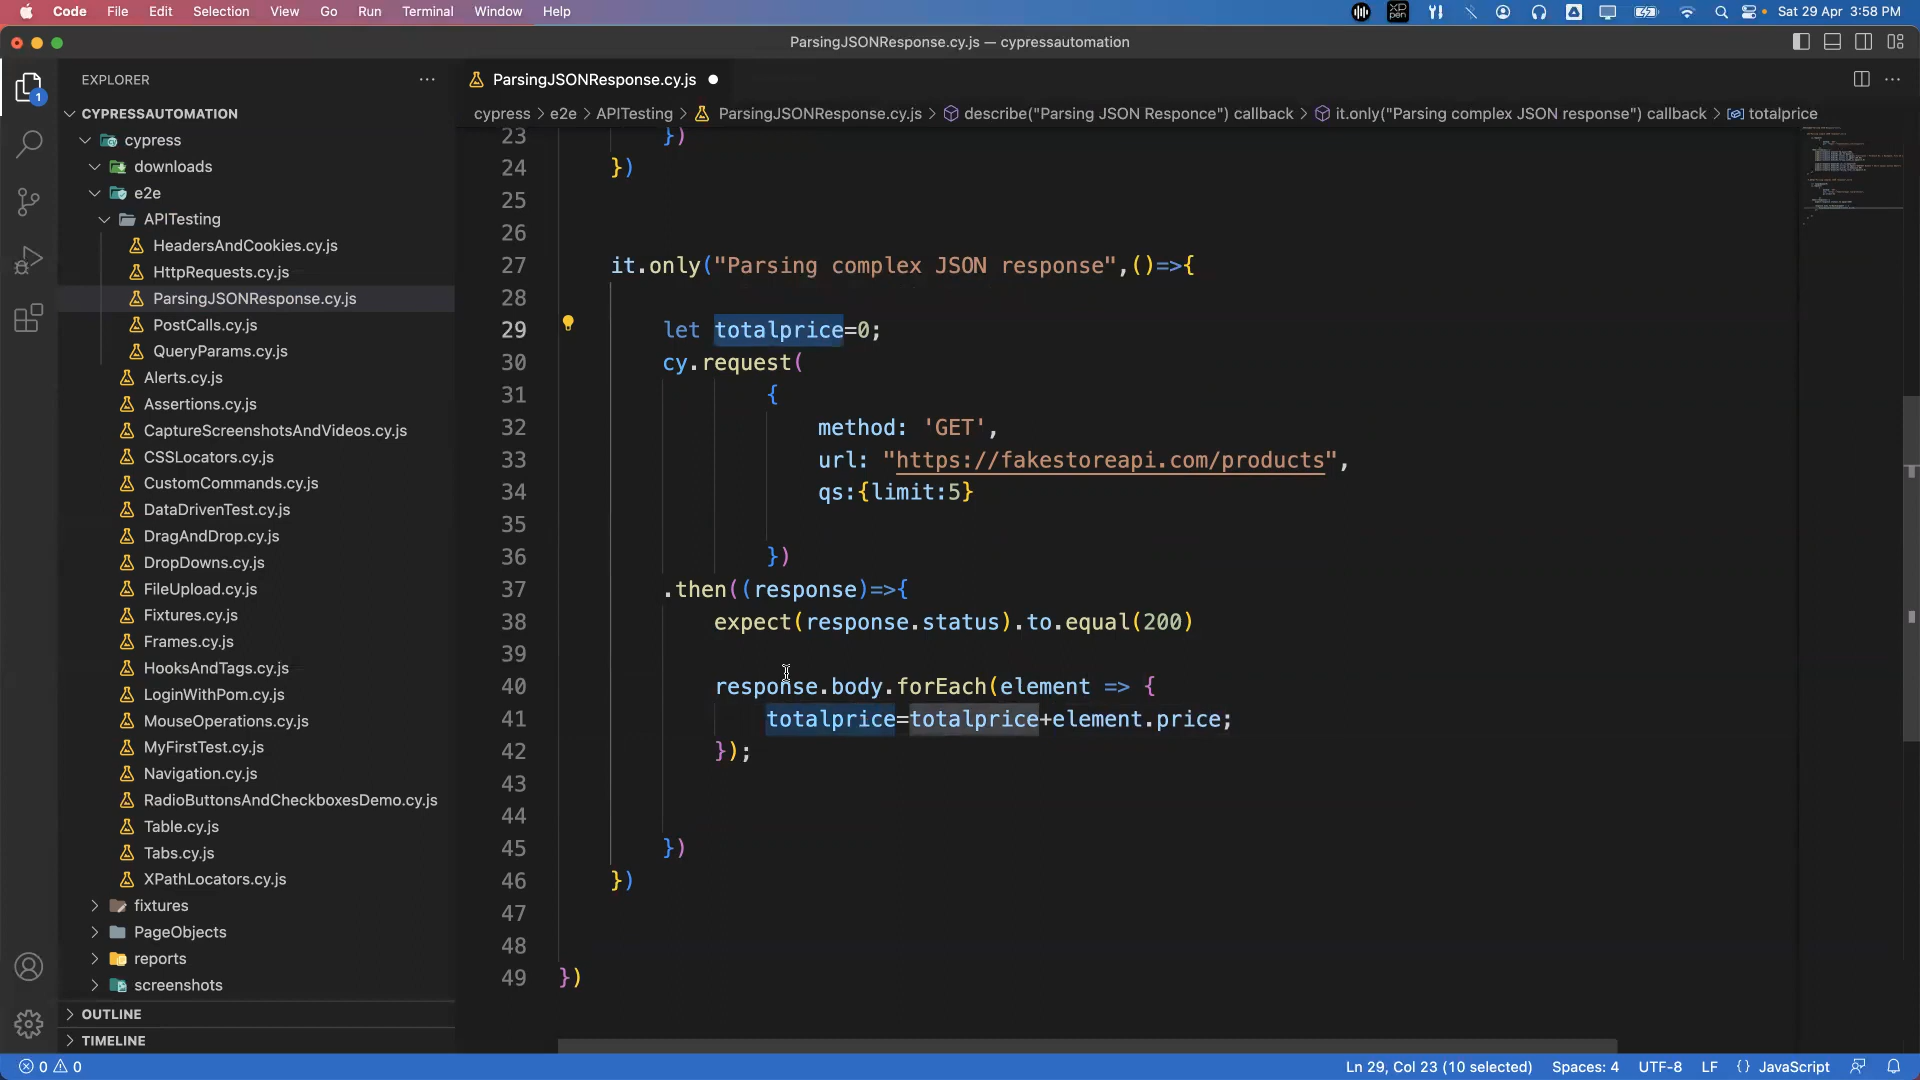 Code File Edit Selection View Go Run Terminal Window Help Sat 29 Apr 3:58 PM
ParsingJSONResponse.cy.js — cypressautomation
EXPLORER
ParsingJSONResponse.cy.js
1
CYPRESSAUTOMATION
cypress > e2e > APITesting > ParsingJSONResponse.cy.js > describe("Parsing JSON Responce") callback > it.only("Parsing complex JSON response") callback > totalprice
cypress
downloads
e2e
APITesting
HeadersAndCookies.cy.js
HttpRequests.cy.js
ParsingJSONResponse.cy.js
PostCalls.cy.js
QueryParams.cy.js
Alerts.cy.js
Assertions.cy.js
CaptureScreenshotsAndVideos.cy.js
CSSLocators.cy.js
CustomCommands.cy.js
DataDrivenTest.cy.js
DragAndDrop.cy.js
DropDowns.cy.js
FileUpload.cy.js
Fixtures.cy.js
Frames.cy.js
HooksAndTags.cy.js
LoginWithPom.cy.js
MouseOperations.cy.js
MyFirstTest.cy.js
Navigation.cy.js
RadioButtonsAndCheckboxesDemo.cy.js
Table.cy.js
Tabs.cy.js
XPathLocators.cy.js
fixtures
PageObjects
reports
screenshots
OUTLINE
TIMELINE
23 })
24 })
25
26
27 it.only("Parsing complex JSON response",()=>{
28
29 let totalprice=0;
30 cy.request(
31 {
32 method: 'GET',
33 url: "https://fakestoreapi.com/products",
34 qs:{limit:5}
35
36 })
37 .then((response)=>{
38 expect(response.status).to.equal(200)
39
40 response.body.forEach(element => {
41 totalprice=totalprice+element.price;
42 });
43
44
45 })
46 })
47
48
49 })
0 0 Ln 29, Col 23 (10 selected) Spaces: 4 UTF-8 LF {} JavaScript